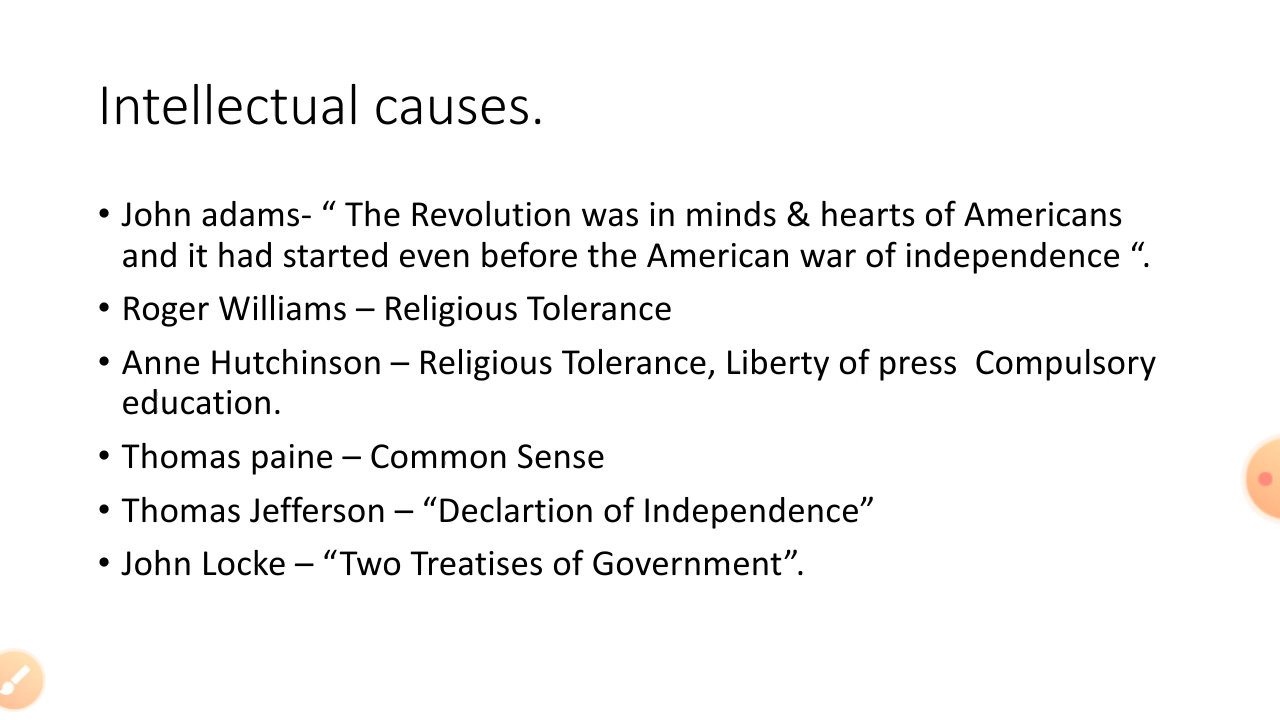 Intellectual causes.
• John adams- “ The Revolution was in minds & hearts of Americans
and it had started even before the American war of independence “.
• Roger Williams – Religious Tolerance
• Anne Hutchinson – Religious Tolerance, Liberty of press  Compulsory
education.
• Thomas paine – Common Sense
• Thomas Jefferson – “Declartion of Independence”
• John Locke – “Two Treatises of Government”.